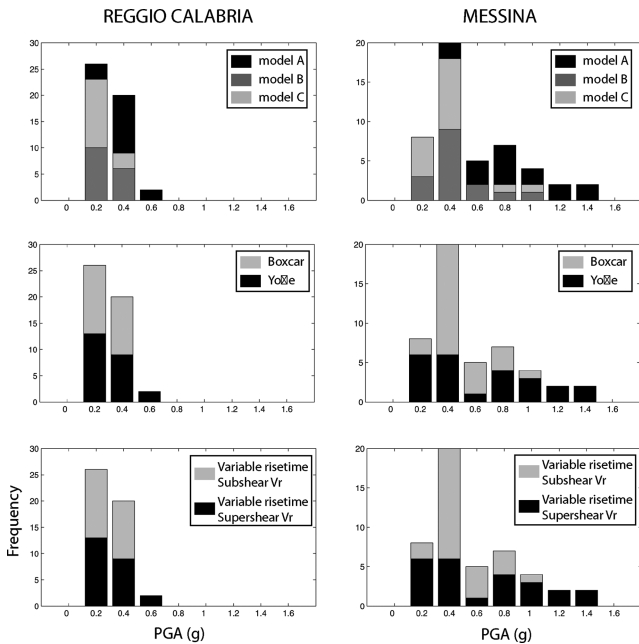 REGGIO CALABRIA
MESSINA
30
25
20
15
10
5
0
0 0.2 0.4 0.6 0.8 1 1.2 1.4 1.6
model A
model B
model C
20
15
10
5
0
0 0.2 0.4 0.6 0.8 1 1.2 1.4 1.6
model A
model B
model C
30
25
20
15
10
5
0
0 0.2 0.4 0.6 0.8 1 1.2 1.4 1.6
Boxcar
Yo□e
20
15
10
5
0
0 0.2 0.4 0.6 0.8 1 1.2 1.4 1.6
Boxcar
Yo□e
Frequency
30
25
20
15
10
5
0
0 0.2 0.4 0.6 0.8 1 1.2 1.4 1.6
Variable risetime
Subshear Vr
Variable risetime
Supershear Vr
PGA (g)
20
15
10
5
0
0 0.2 0.4 0.6 0.8 1 1.2 1.4 1.6
Variable risetime
Subshear Vr
Variable risetime
Supershear Vr
PGA (g)